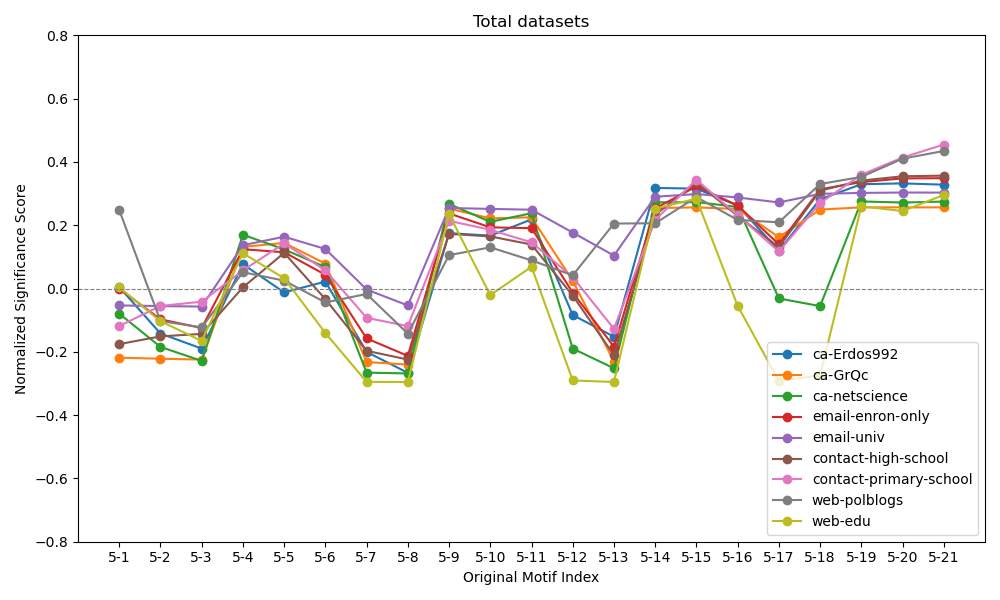 Total datasets
Normalized Significance Score
0.8
0.6
0.4
0.2
0.0
−0.2
−0.4
−0.6
−0.8
ca-Erdos992
ca-GrQc
ca-netscience
email-enron-only
email-univ
contact-high-school
contact-primary-school
web-polblogs
web-edu
5-1 5-2 5-3 5-4 5-5 5-6 5-7 5-8 5-9 5-10 5-11 5-12 5-13 5-14 5-15 5-16 5-17 5-18 5-19 5-20 5-21
Original Motif Index